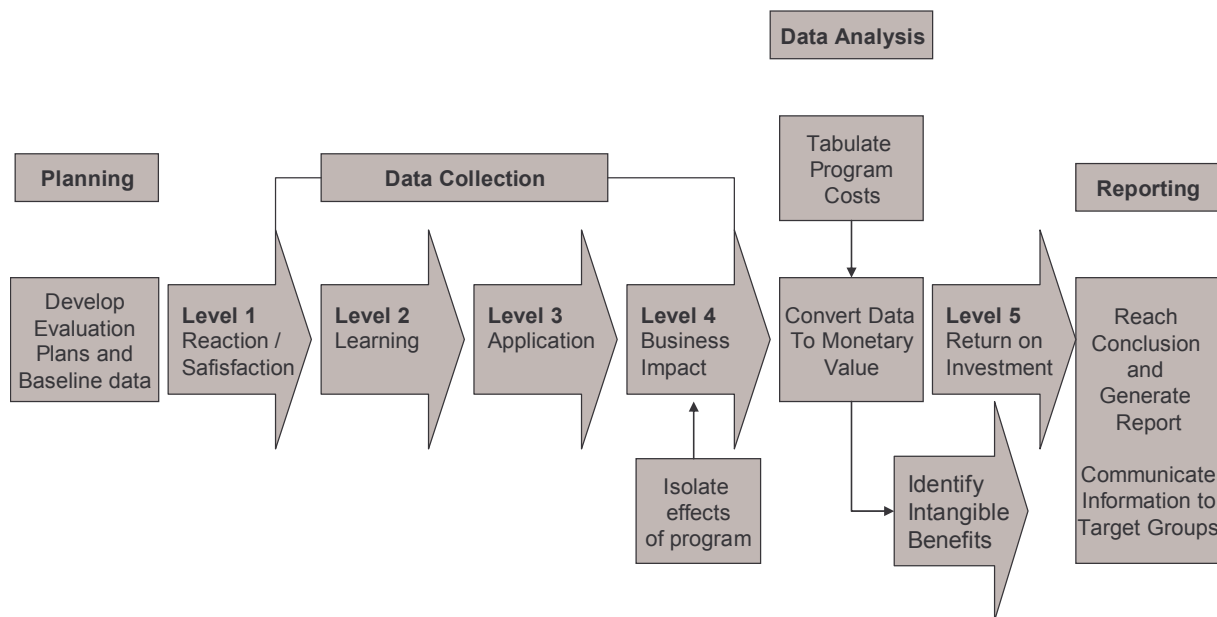 Data Analysis
Tabulate
Program
Costs
Planning
Data Collection
Reporting
Develop
Evaluation
Plans and
Baseline data
Level 1
Reaction /
Safisfaction
Level 2
Learning
Level 3
Application
Level 4
Business
Impact
Convert Data
To Monetary
Value
Level 5
Return on
Investment
Reach
Conclusion
and
Generate
Report
Communicate
Information to
Target Groups
Isolate
effects
of program
Identify
Intangible
Benefits